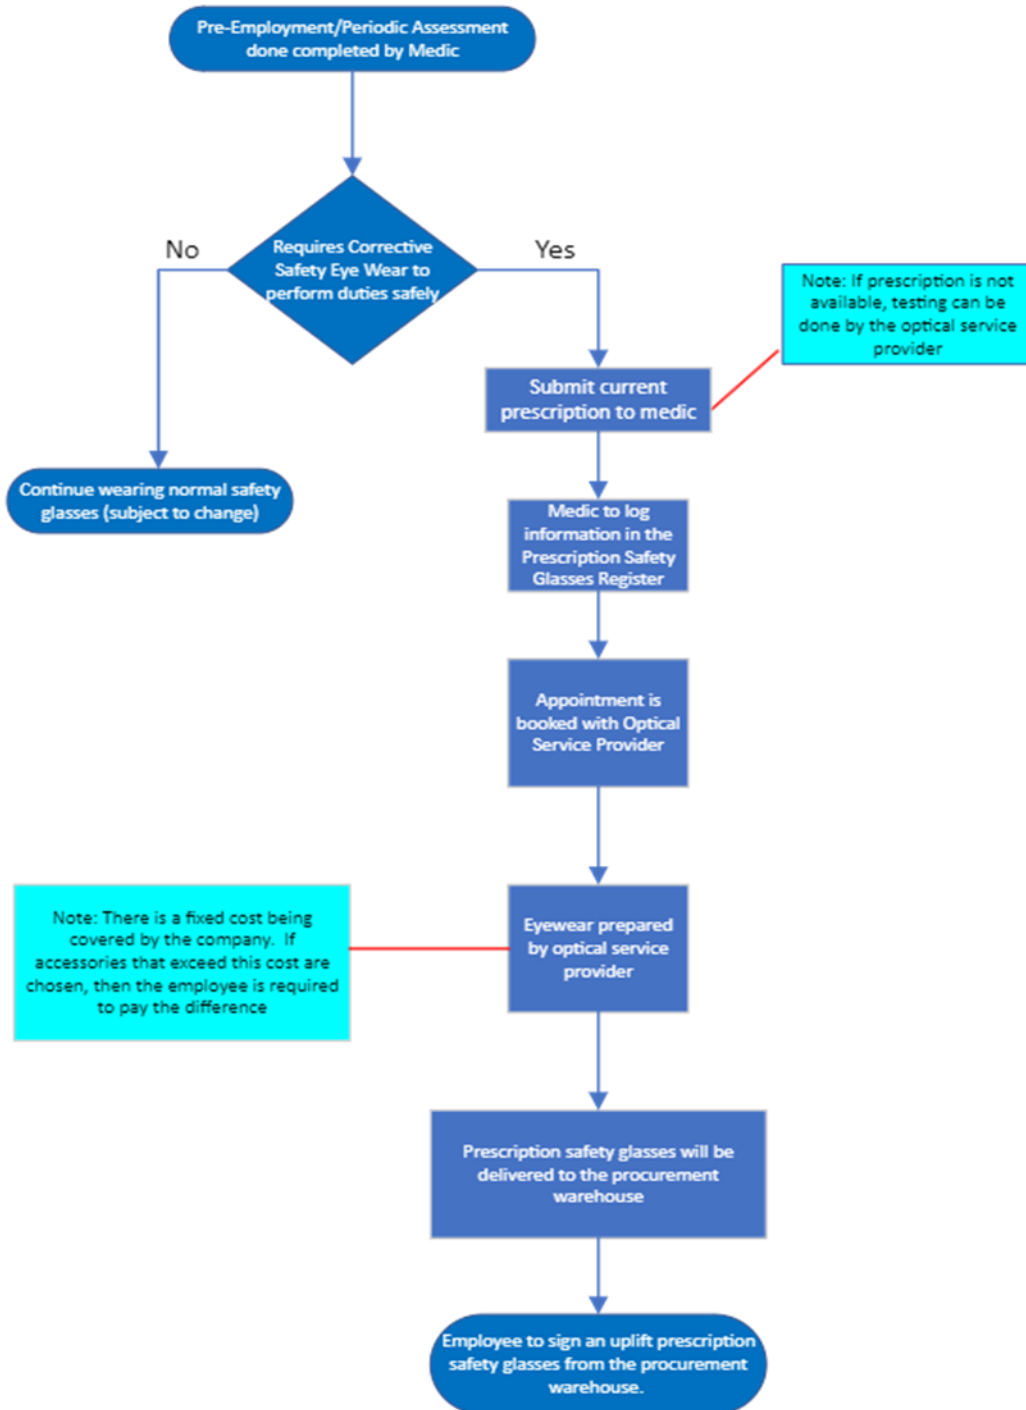 Pre-Employment/Periodic Assessment
done completed by Medic
Requires Corrective
Safety Eye Wear to
perform duties safely
No
Yes
Note: If prescription is not
available, testing can be
done by the optical service
provider
Submit current
prescription to medic
Continue wearing normal safety
glasses (subject to change)
Medic to log
information in the
Prescription Safety
Glasses Register
Appointment is
booked with Optical
Service Provider
Note: There is a fixed cost being
covered by the company. If
accessories that exceed this cost are
chosen, then the employee is required
to pay the difference
Eyewear prepared
by optical service
provider
Prescription safety glasses will be
delivered to the procurement
warehouse
Employee to sign an uplift prescription
safety glasses from the procurement
warehouse.